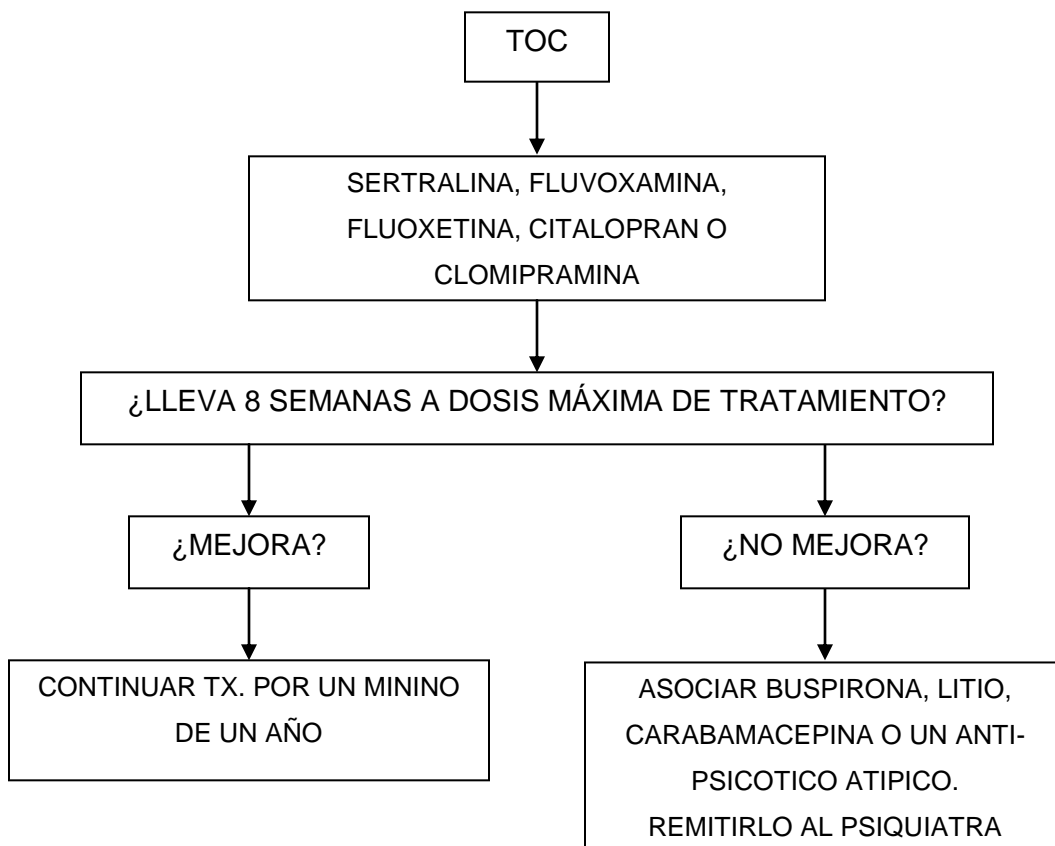 TOC
SERTRALINA, FLUVOXAMINA,
FLUOXETINA, CITALOPRAN O
CLOMIPRAMINA
¿LLEVA 8 SEMANAS A DOSIS MÁXIMA DE TRATAMIENTO?
¿MEJORA?
¿NO MEJORA?
CONTINUAR TX. POR UN MININO
DE UN AÑO
ASOCIAR BUSPIRONA, LITIO,
CARABAMACEPINA O UN ANTI-
PSICOTICO ATIPICO.
REMITIRLO AL PSIQUIATRA